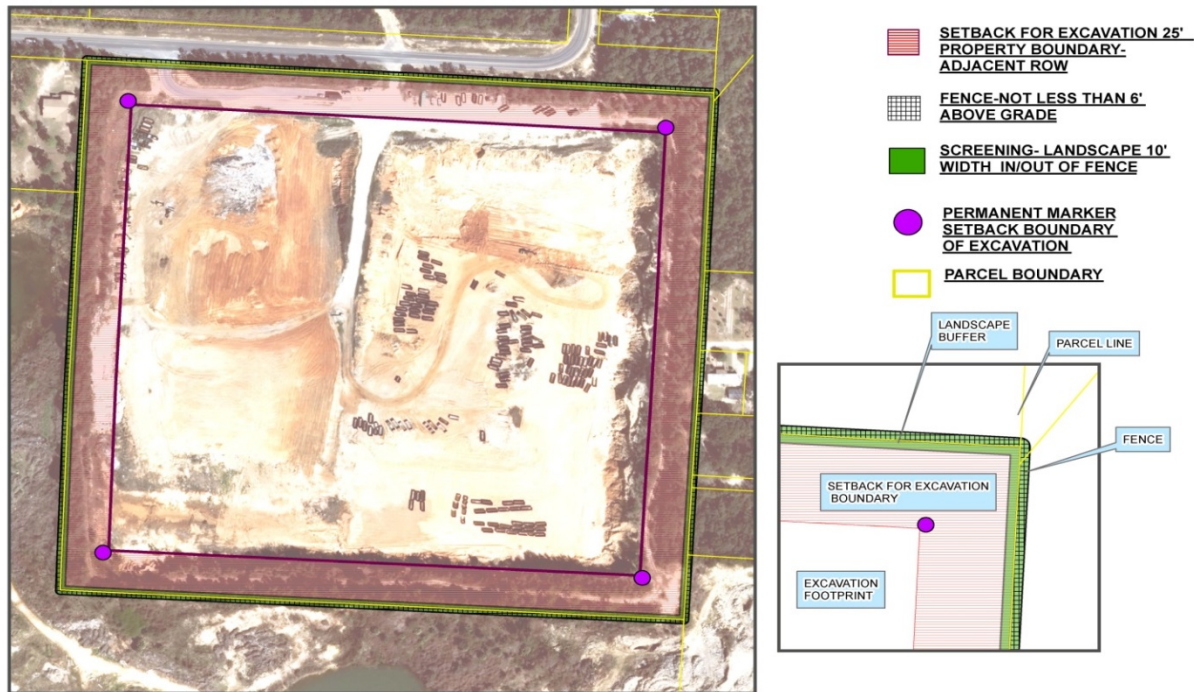 SETBACK FOR EXCAVATION 25'
PROPERTY BOUNDARY-
ADJACENT ROW
FENCE-NOT LESS THAN 6'
ABOVE GRADE
SCREENING- LANDSCAPE 10'
WIDTH IN/OUT OF FENCE
PERMANENT MARKER
SETBACK BOUNDARY
OF EXCAVATION
PARCEL BOUNDARY
LANDSCAPE
BUFFER
PARCEL LINE
FENCE
SETBACK FOR EXCAVATION
BOUNDARY
EXCAVATION
FOOTPRINT